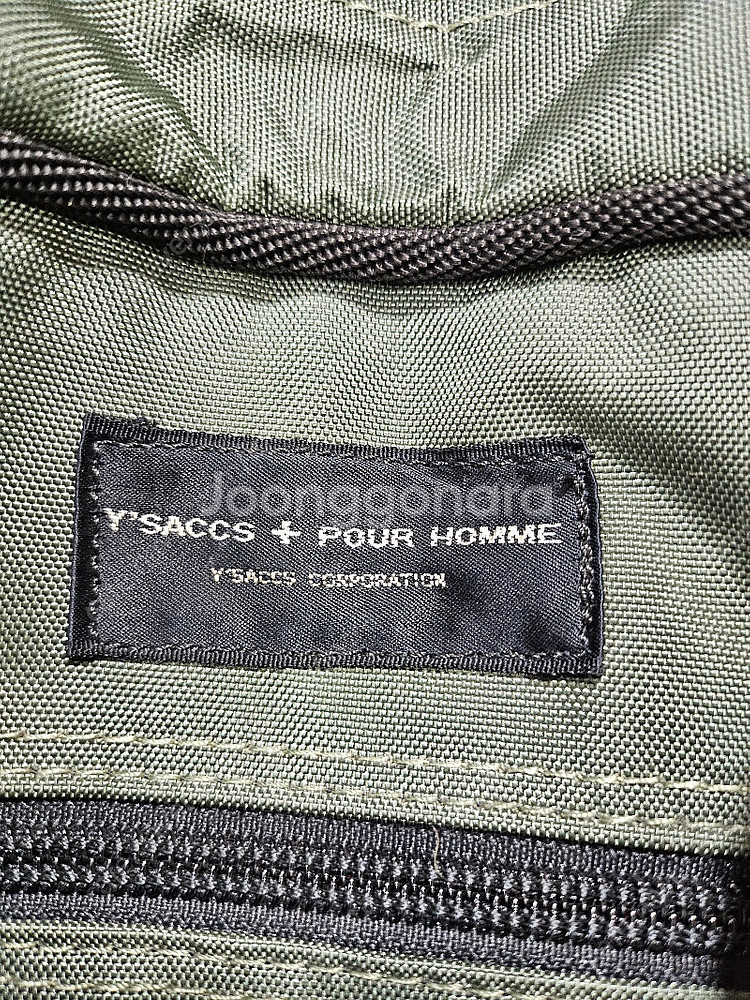 Joonggonara
Y'SACCS + POUR HOMME
Y'SACCS CORPORATION